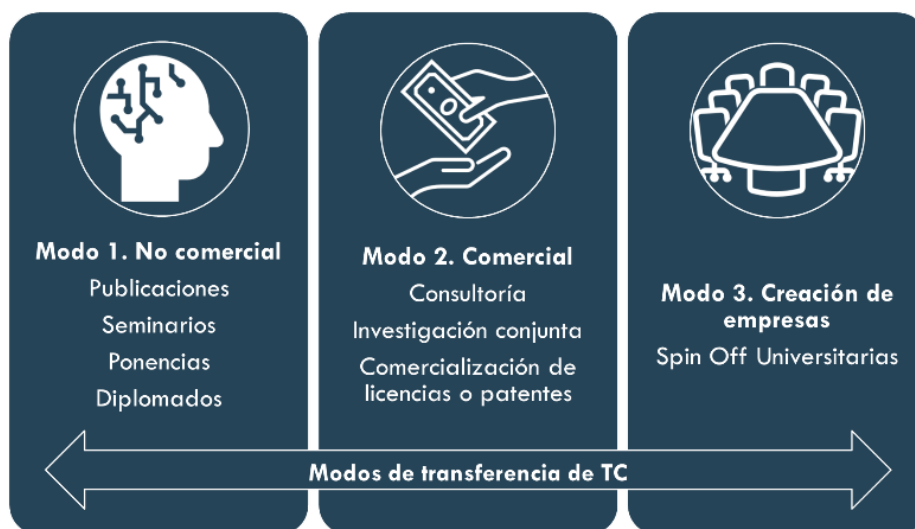 Modo 1. No comercial
Publicaciones
Seminarios
Ponencias
Diplomados
Modo 2. Comercial
Consultoría
Investigación conjunta
Comercialización de
licencias o patentes
Modo 3. Creación de
empresas
Spin Off Universitarias
Modos de transferencia de TC